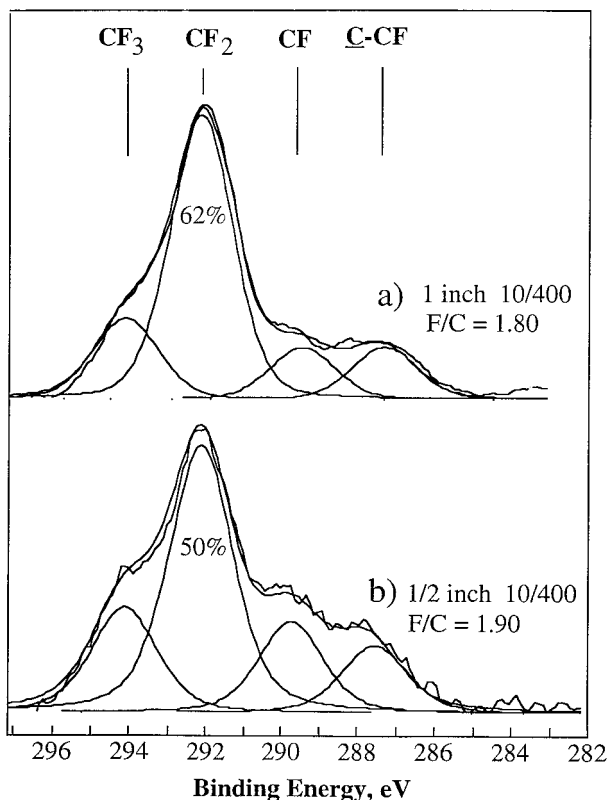 CF3 CF2 CF C-CF
62%
a) 1 inch 10/400
F/C = 1.80
50%
b) 1/2 inch 10/400
F/C = 1.90
296 294 292 290 288 286 284 282
Binding Energy, eV